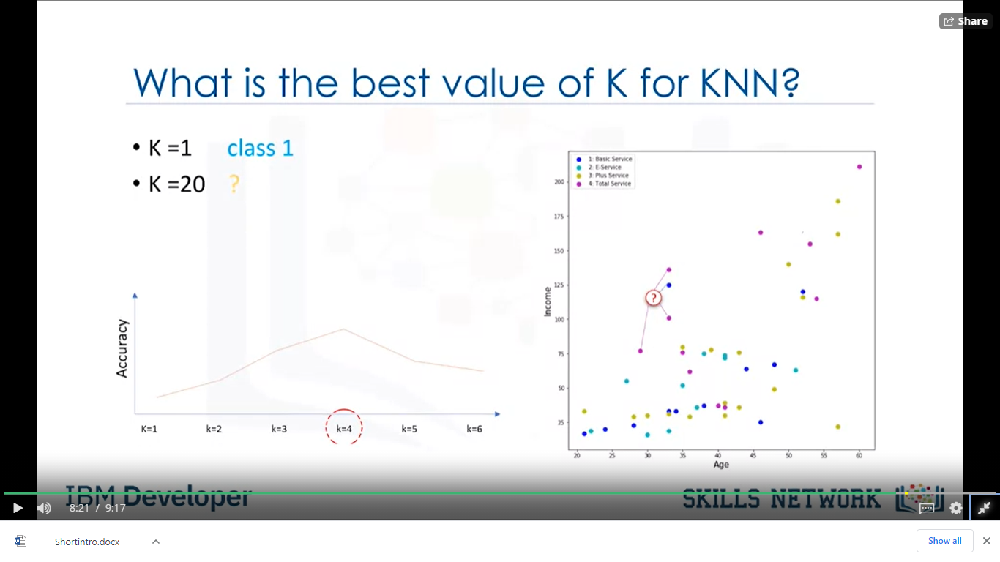 Share
What is the best value of K for KNN?
• K =1 class 1
• K =20 ?
Accuracy
K=1 k=2 k=3 k=4 k=5 k=6
1: Basic Service
2: E-Service
3: Plus Service
4: Total Service
200
175
150
125
100
75
50
25
Income
?
20 25 30 35 40 45 50 55 60
Age
IBM Developer
SKILLS NETWORK
8:21 / 9:17
Shortintro.docx
Show all